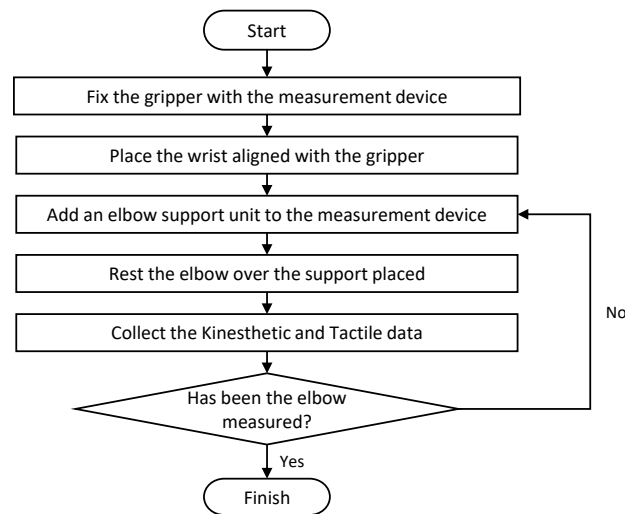 Start
Fix the gripper with the measurement device
Place the wrist aligned with the gripper
Add an elbow support unit to the measurement device
Rest the elbow over the support placed
Collect the Kinesthetic and Tactile data
No
Has been the elbow
measured?
Yes
Finish